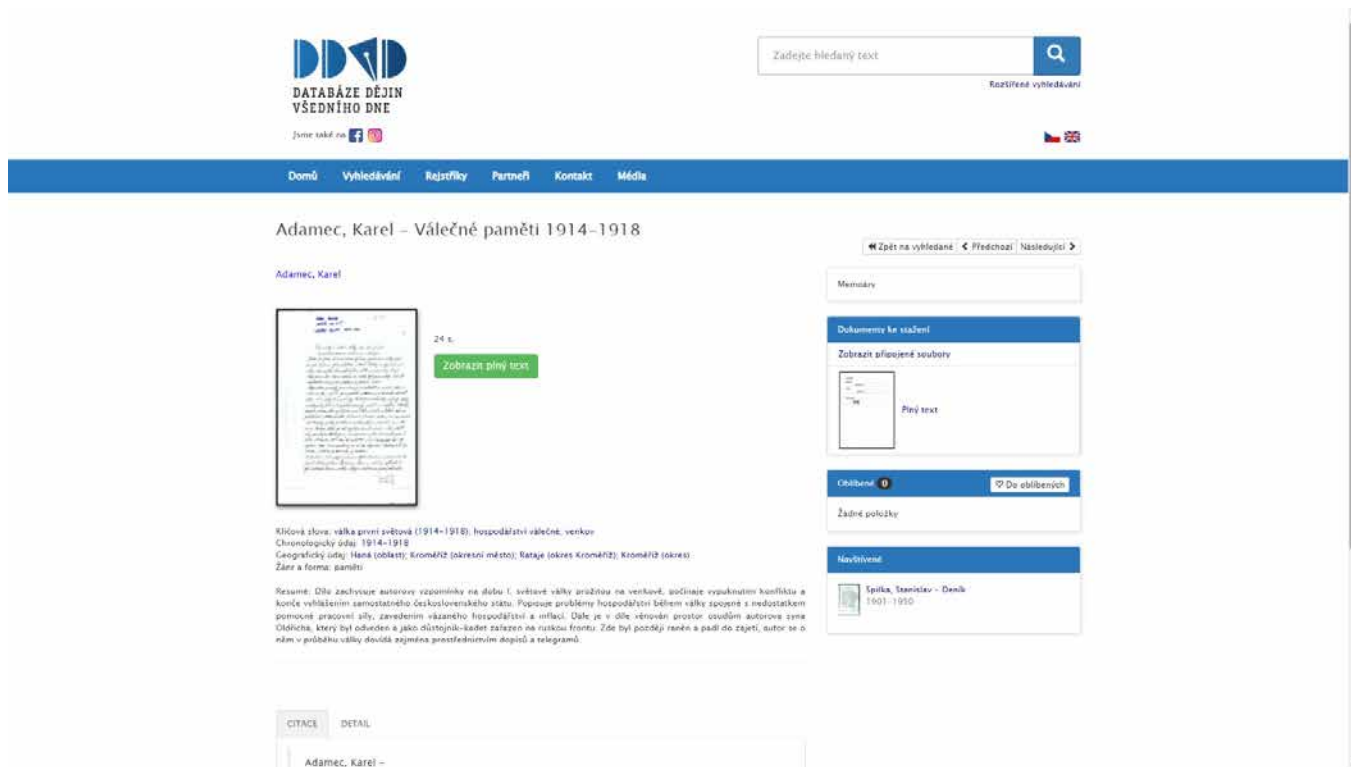 DATABÁZE DĚJIN
VŠEDNÍHO DNE
Jsme také na
Zadejte hledaný text
Rozšířené vyhledávání
Domů Vyhledávání Rejstříky Partneři Kontakt Média
Adamec, Karel – Válečné paměti 1914–1918
Zpět na vyhledané Předchozí Následující
Adamec, Karel
24 s.
Zobrazit plný text
Klíčová slova: válka první světová (1914–1918); hospodářství válečné; venkov
Chronologický údaj: 1914–1918
Geografický údaj: Haná (oblast); Kroměříž (okresní město); Rataje (okres Kroměříž); Kroměříž (okres)
Žánr a forma: paměti
Resumé: Dílo zachycuje autorovy vzpomínky na dobu I. světové války prožitou na venkově, počínaje vypuknutím konfliktu a
konče vyhlášením samostatného československého státu. Popisuje problémy hospodářství během války spojené s nedostatkem
pomocné pracovní síly, zavedením vázaného hospodářství a inflací. Dále je v díle věnován prostor osudům autorova syna
Oldřicha, který byl odveden a jako důstojník-kadet zařazen na ruskou frontu. Zde byl později raněn a padl do zajetí, autor se o
něm v průběhu války dovídá zejména prostřednictvím dopisů a telegramů.
CITACE DETAIL
Adamec, Karel –
Memoáry
Dokumenty ke stažení
Zobrazit připojené soubory
Plný text
Oblíbené 0 Do oblíbených
Žádné položky
Navštívené
Spilka, Stanislav – Deník
1901–1950